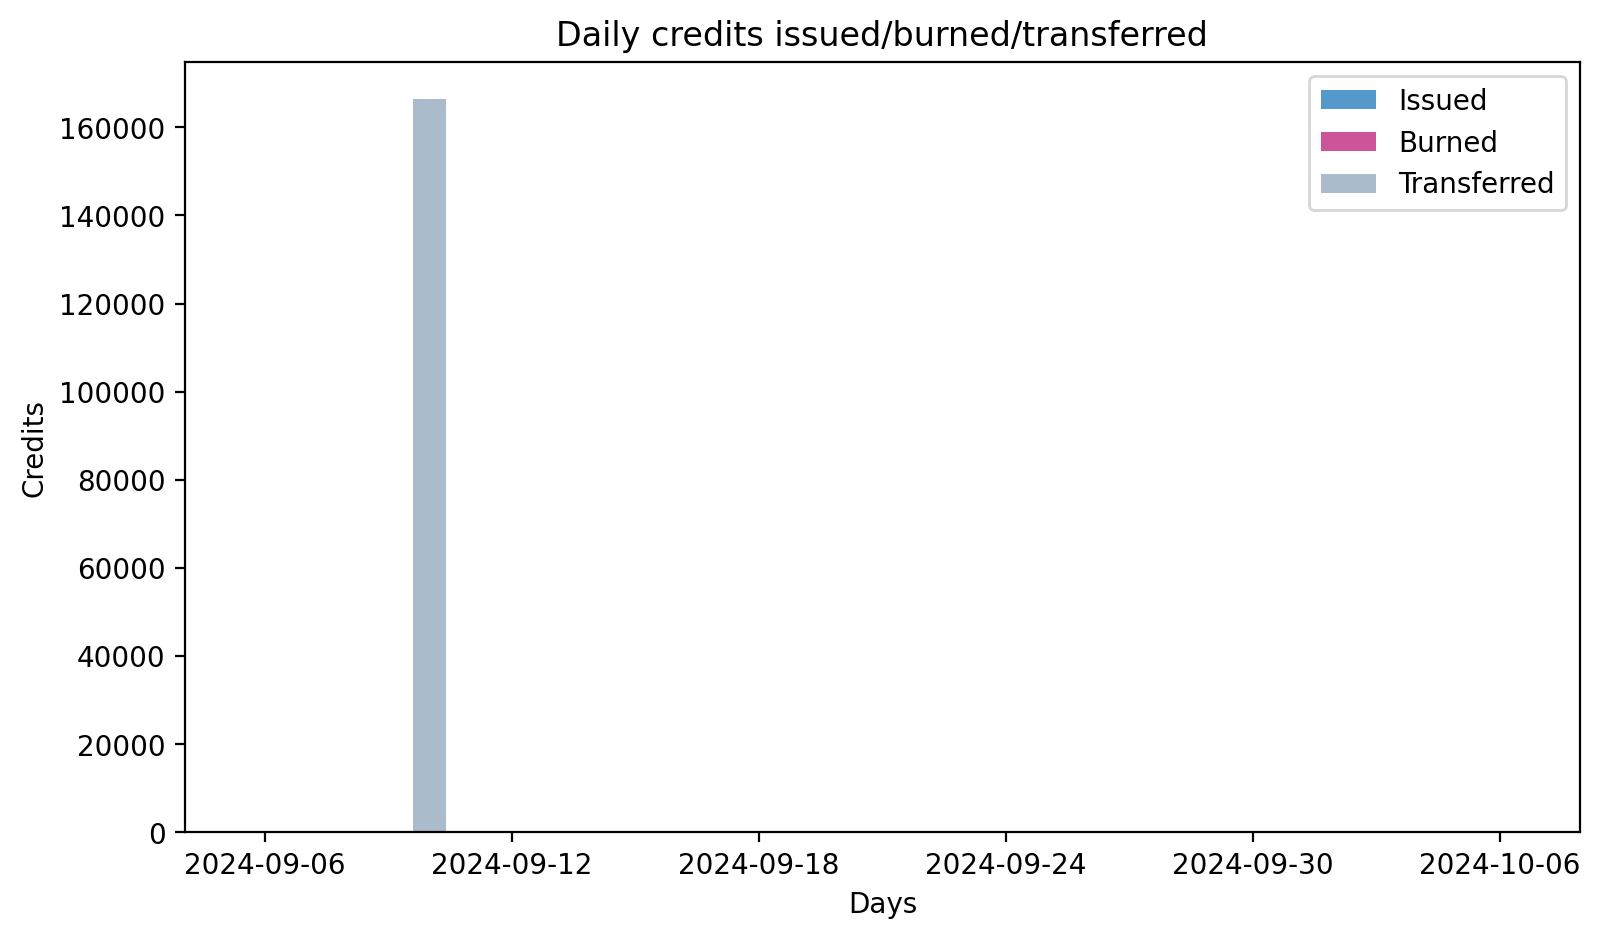 Daily credits issued/burned/transferred
Issued
Burned
Transferred
160000
140000
120000
100000
80000
60000
40000
20000
0
Credits
2024-09-06 2024-09-12 2024-09-18 2024-09-24 2024-09-30 2024-10-06
Days